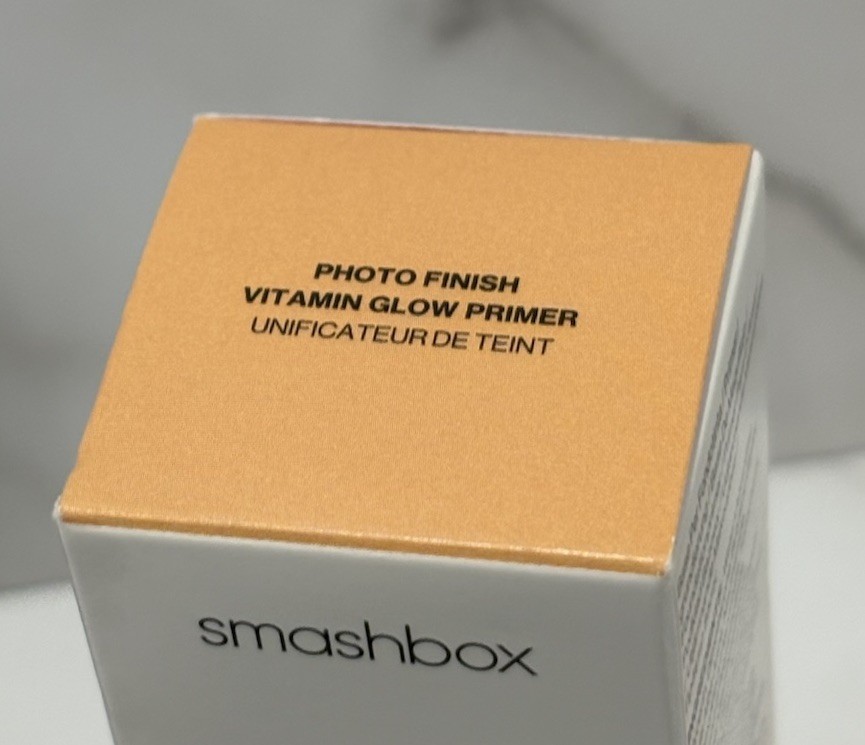 PHOTO FINISH
VITAMIN GLOW PRIMER
UNIFICATEUR DE TEINT
smashbox